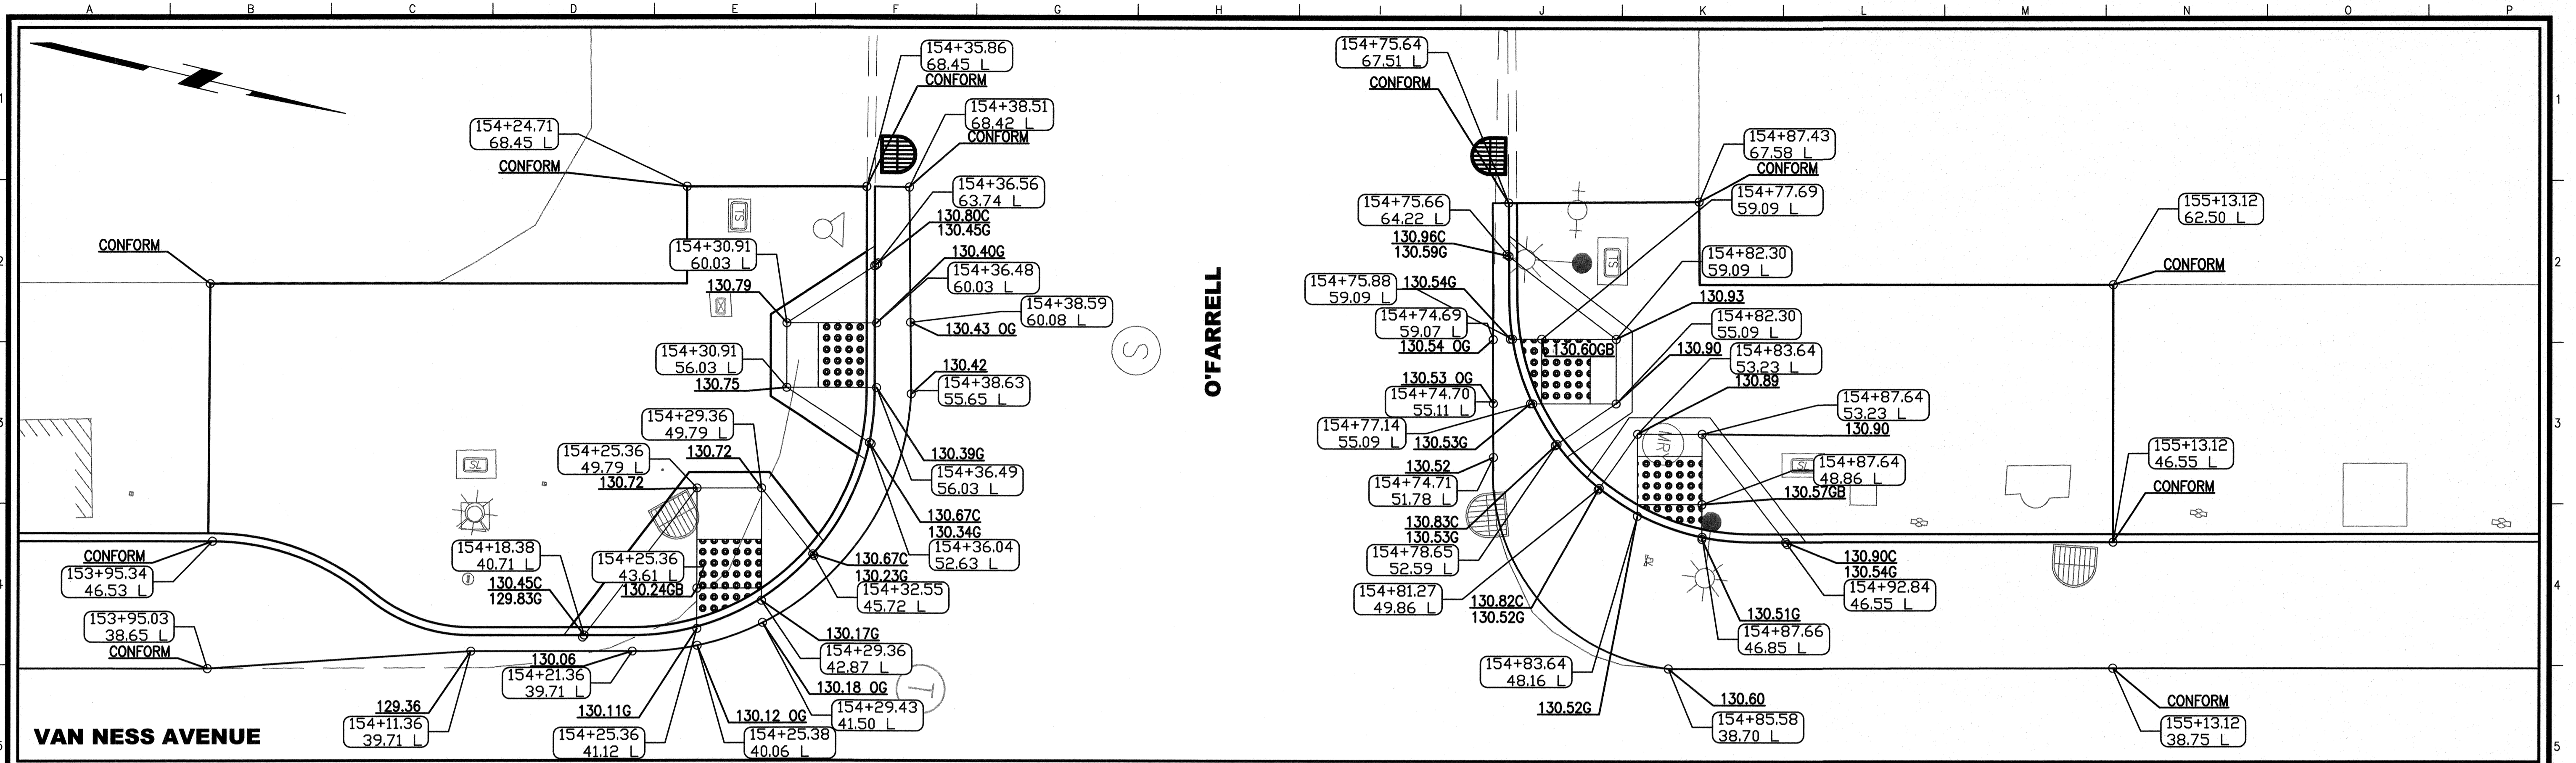 A B C D E F G H I J K L M N O P
1
2
3
4
5
1
2
3
4
5
154+35.86
68.45 L
CONFORM
154+38.51
68.42 L
CONFORM
154+24.71
68.45 L
CONFORM
TS
154+36.56
63.74 L
130.80C
130.45G
130.40G
154+36.48
60.03 L
154+30.91
60.03 L
130.79
154+38.59
60.08 L
130.43 OG
CONFORM
154+30.91
56.03 L
130.75
130.42
154+38.63
55.65 L
154+29.36
49.79 L
130.72
154+25.36
49.79 L
130.72
130.39G
154+36.49
56.03 L
SL
130.67C
130.34G
154+36.04
52.63 L
154+18.38
40.71 L
130.45C
129.83G
154+25.36
43.61 L
130.24GB
130.67C
130.23G
154+32.55
45.72 L
CONFORM
153+95.34
46.53 L
153+95.03
38.65 L
CONFORM
130.06
154+21.36
39.71 L
130.17G
154+29.36
42.87 L
130.18 OG
154+29.43
41.50 L
129.36
154+11.36
39.71 L
130.11G
154+25.36
41.12 L
130.12 OG
154+25.38
40.06 L
T
VAN NESS AVENUE
S
O'FARRELL
154+75.64
67.51 L
CONFORM
154+87.43
67.58 L
CONFORM
154+77.69
59.09 L
154+75.66
64.22 L
130.96C
130.59G
TS
154+82.30
59.09 L
130.93
155+13.12
62.50 L
CONFORM
154+75.88
59.09 L
130.54G
154+74.69
59.07 L
130.54 OG
130.60GB
154+82.30
55.09 L
130.90
154+83.64
53.23 L
130.89
130.53 OG
154+74.70
55.11 L
154+77.14
55.09 L
130.53G
154+87.64
53.23 L
130.90
MRV
SL
130.52
154+74.71
51.78 L
154+87.64
48.86 L
130.57GB
155+13.12
46.55 L
CONFORM
130.83C
130.53G
154+78.65
52.59 L
154+81.27
49.86 L
130.82C
130.52G
130.90C
130.54G
154+92.84
46.55 L
130.51G
154+87.66
46.85 L
154+83.64
48.16 L
130.52G
130.60
154+85.58
38.70 L
CONFORM
155+13.12
38.75 L